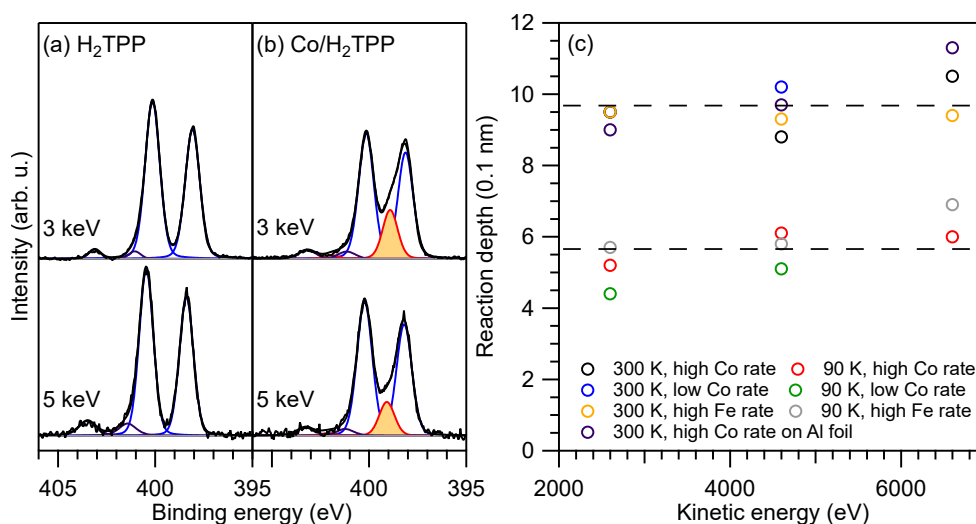 (a) H₂TPP
(b) Co/H₂TPP
3 keV
3 keV
5 keV
5 keV
Intensity (arb. u.)
405
400
395
400
395
Binding energy (eV)
(c)
Reaction depth (0.1 nm)
12
10
8
6
4
2
0
300 K, high Co rate
90 K, high Co rate
300 K, low Co rate
90 K, low Co rate
300 K, high Fe rate
90 K, high Fe rate
300 K, high Co rate on Al foil
2000
4000
6000
Kinetic energy (eV)